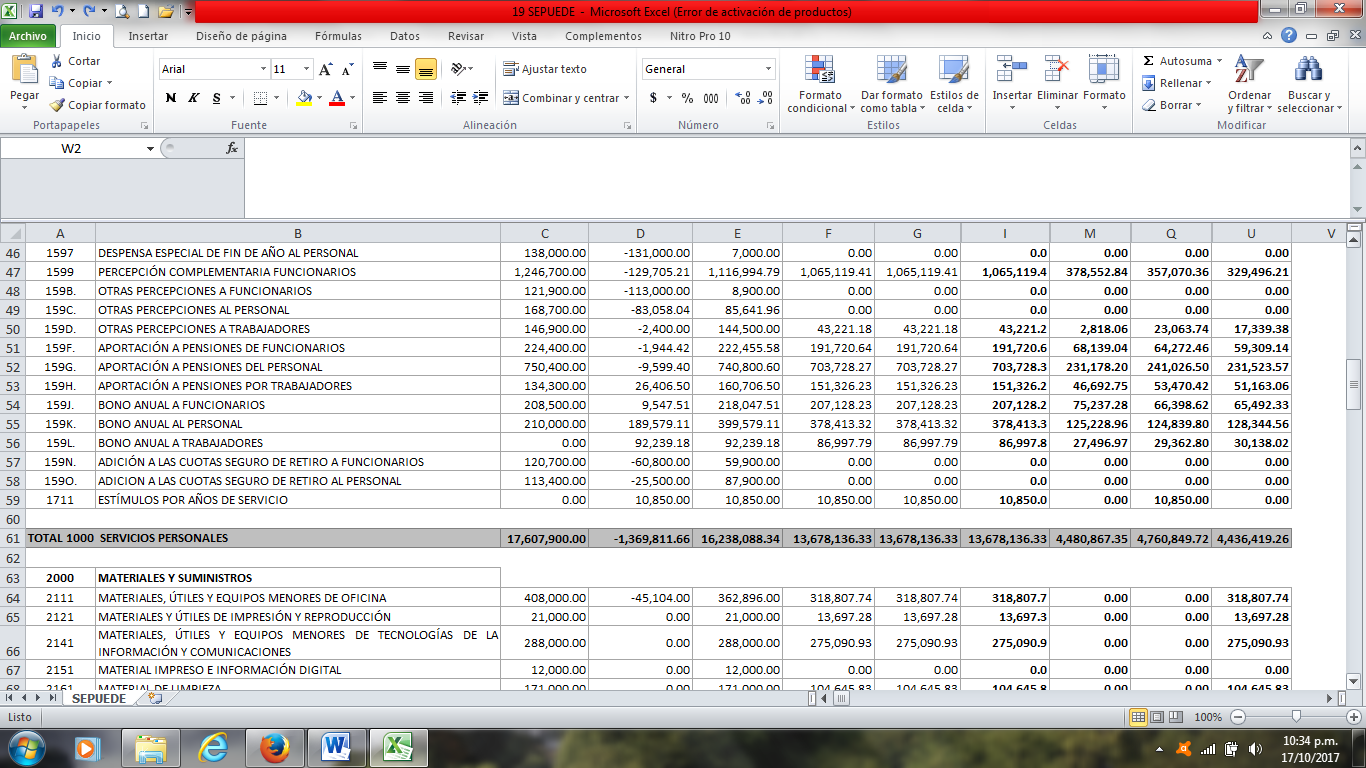 19 SEPUEDE - Microsoft Excel (Error de activación de productos)
Archivo Inicio Insertar Diseño de página Fórmulas Datos Revisar Vista Complementos Nitro Pro 10
Pegar
Cortar
Copiar
Copiar formato
Portapapeles
Arial 11
N K S
Fuente
Ajustar texto
Combinar y centrar
Alineación
General
$ % 000
Número
Formato condicional
Dar formato como tabla
Estilos de celda
Estilos
Insertar Eliminar Formato
Celdas
Autosuma
Rellenar
Borrar
Ordenar y filtrar
Buscar y seleccionar
Modificar
W2 fx
A B C D E F G I M Q U V
46 1597 DESPENSA ESPECIAL DE FIN DE AÑO AL PERSONAL 138,000.00 -131,000.00 7,000.00 0.00 0.00 0.0 0.00 0.00 0.00
47 1599 PERCEPCIÓN COMPLEMENTARIA FUNCIONARIOS 1,246,700.00 -129,705.21 1,116,994.79 1,065,119.41 1,065,119.41 1,065,119.4 378,552.84 357,070.36 329,496.21
48 159B. OTRAS PERCEPCIONES A FUNCIONARIOS 121,900.00 -113,000.00 8,900.00 0.00 0.00 0.0 0.00 0.00 0.00
49 159C. OTRAS PERCEPCIONES AL PERSONAL 168,700.00 -83,058.04 85,641.96 0.00 0.00 0.0 0.00 0.00 0.00
50 159D. OTRAS PERCEPCIONES A TRABAJADORES 146,900.00 -2,400.00 144,500.00 43,221.18 43,221.18 43,221.2 2,818.06 23,063.74 17,339.38
51 159F. APORTACIÓN A PENSIONES DE FUNCIONARIOS 224,400.00 -1,944.42 222,455.58 191,720.64 191,720.64 191,720.6 68,139.04 64,272.46 59,309.14
52 159G. APORTACIÓN A PENSIONES DEL PERSONAL 750,400.00 -9,599.40 740,800.60 703,728.27 703,728.27 703,728.3 231,178.20 241,026.50 231,523.57
53 159H. APORTACIÓN A PENSIONES POR TRABAJADORES 134,300.00 26,406.50 160,706.50 151,326.23 151,326.23 151,326.2 46,692.75 53,470.42 51,163.06
54 159J. BONO ANUAL A FUNCIONARIOS 208,500.00 9,547.51 218,047.51 207,128.23 207,128.23 207,128.2 75,237.28 66,398.62 65,492.33
55 159K. BONO ANUAL AL PERSONAL 210,000.00 189,579.11 399,579.11 378,413.32 378,413.32 378,413.3 125,228.96 124,839.80 128,344.56
56 159L. BONO ANUAL A TRABAJADORES 0.00 92,239.18 92,239.18 86,997.79 86,997.79 86,997.8 27,496.97 29,362.80 30,138.02
57 159N. ADICIÓN A LAS CUOTAS SEGURO DE RETIRO A FUNCIONARIOS 120,700.00 -60,800.00 59,900.00 0.00 0.00 0.0 0.00 0.00 0.00
58 159O. ADICION A LAS CUOTAS SEGURO DE RETIRO AL PERSONAL 113,400.00 -25,500.00 87,900.00 0.00 0.00 0.0 0.00 0.00 0.00
59 1711 ESTÍMULOS POR AÑOS DE SERVICIO 0.00 10,850.00 10,850.00 10,850.00 10,850.00 10,850.0 0.00 10,850.00 0.00
60
61 TOTAL 1000 SERVICIOS PERSONALES 17,607,900.00 -1,369,811.66 16,238,088.34 13,678,136.33 13,678,136.33 13,678,136.33 4,480,867.35 4,760,849.72 4,436,419.26
62
63 2000 MATERIALES Y SUMINISTROS
64 2111 MATERIALES, ÚTILES Y EQUIPOS MENORES DE OFICINA 408,000.00 -45,104.00 362,896.00 318,807.74 318,807.74 318,807.7 0.00 0.00 318,807.74
65 2121 MATERIALES Y ÚTILES DE IMPRESIÓN Y REPRODUCCIÓN 21,000.00 0.00 21,000.00 13,697.28 13,697.28 13,697.3 0.00 0.00 13,697.28
66 2141 MATERIALES, ÚTILES Y EQUIPOS MENORES DE TECNOLOGÍAS DE LA
INFORMACIÓN Y COMUNICACIONES 288,000.00 0.00 288,000.00 275,090.93 275,090.93 275,090.9 0.00 0.00 275,090.93
67 2151 MATERIAL IMPRESO E INFORMACIÓN DIGITAL 12,000.00 0.00 12,000.00 0.00 0.00 0.0 0.00 0.00 0.00
68 2161 MATERIAL DE LIMPIEZA 171,000.00 0.00 171,000.00 104,645.83 104,645.83 104,645.8 0.00 0.00 104,645.83
SEPUEDE
Listo 100%
10:34 p.m.
17/10/2017